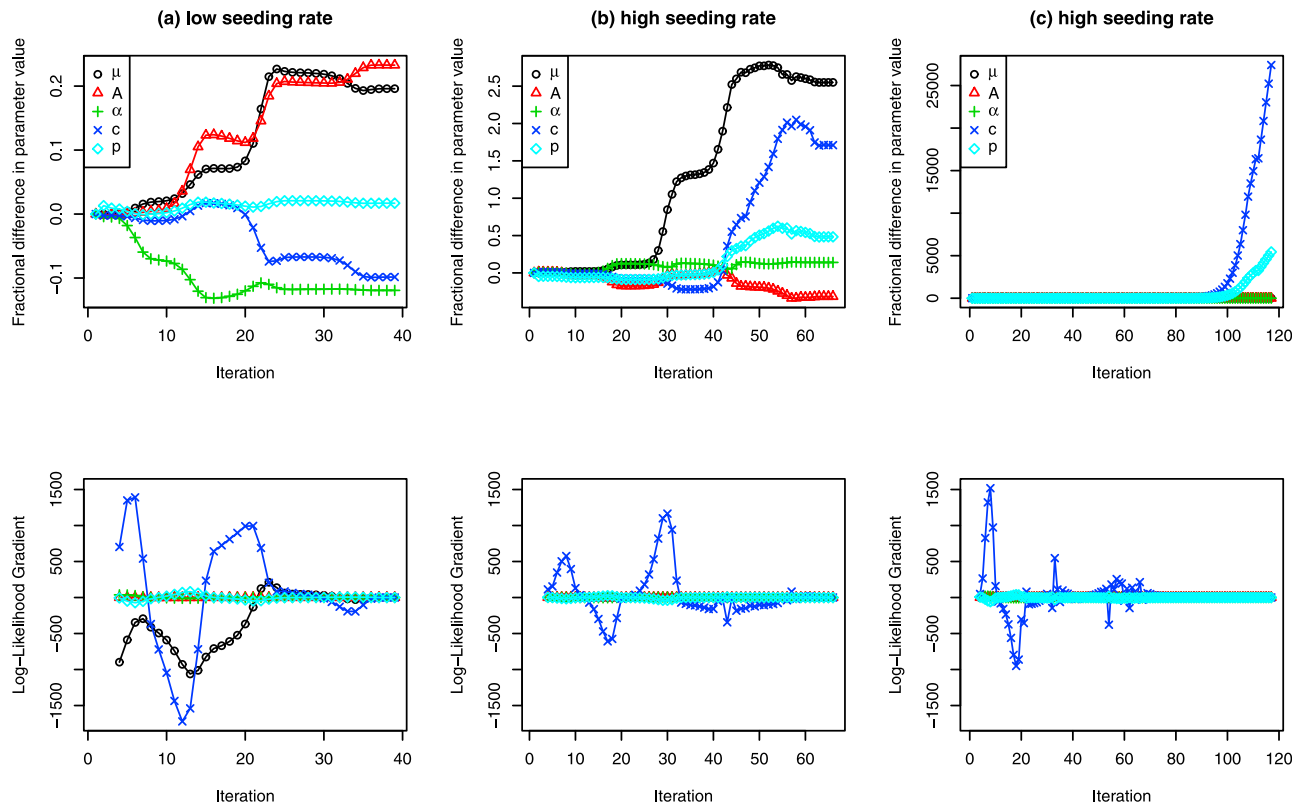 (a) low seeding rate
(b) high seeding rate
(c) high seeding rate
Fractional difference in parameter value
0.2
0.1
0.0
−0.1
μ
A
α
c
p
0 10 20 30 40
Iteration
Fractional difference in parameter value
2.5
2.0
1.5
1.0
0.5
0.0
μ
A
α
c
p
0 10 20 30 40 50 60
Iteration
Fractional difference in parameter value
25000
15000
5000
0
μ
A
α
c
p
0 20 40 60 80 100 120
Iteration
Log−Likelihood Gradient
1500
500
−500
−1500
0 10 20 30 40
Iteration
Log−Likelihood Gradient
1500
500
−500
−1500
0 10 20 30 40 50 60
Iteration
Log−Likelihood Gradient
1500
500
−500
−1500
0 20 40 60 80 100 120
Iteration